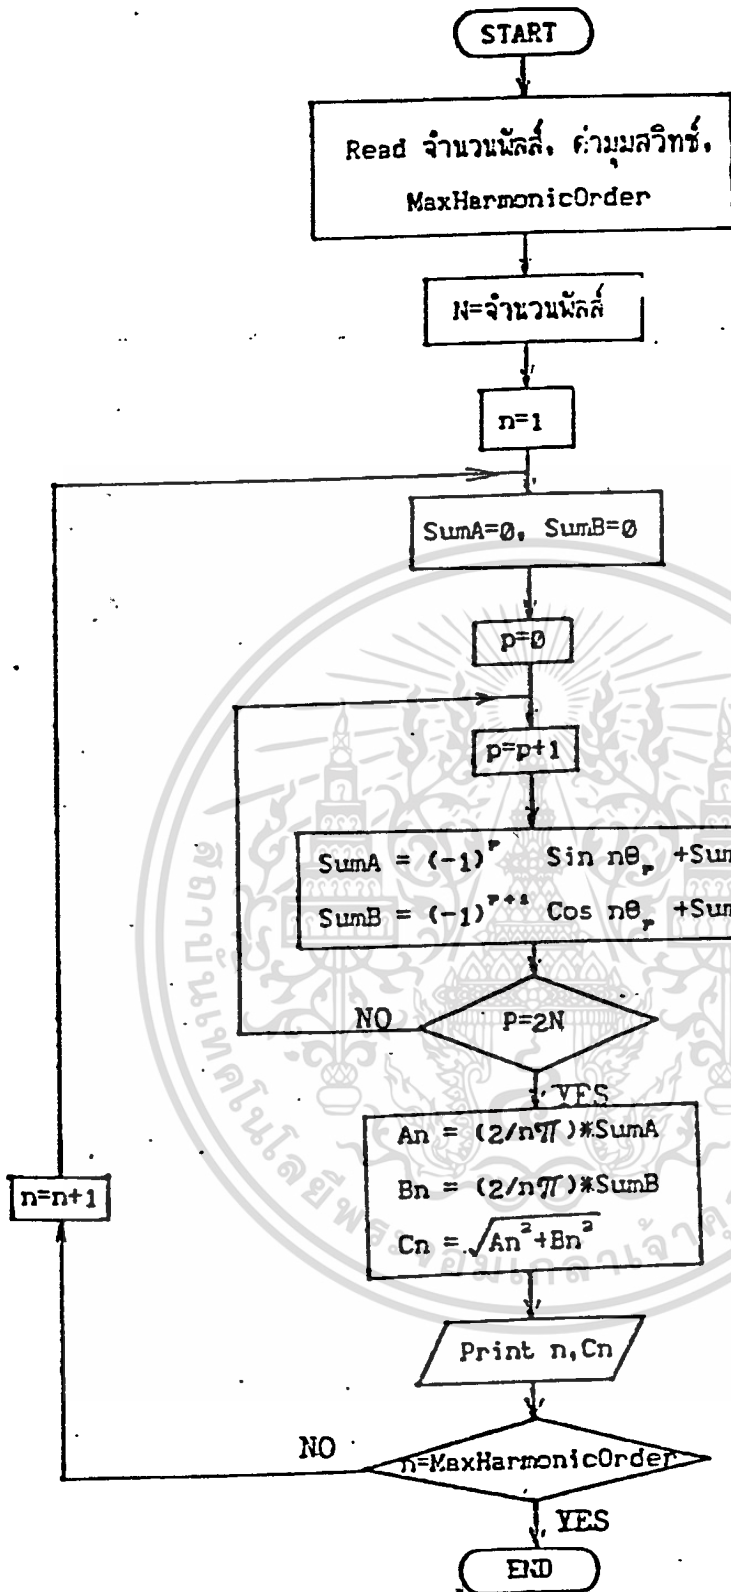 START
Read จำนวนพัลส์, ค่ามุมสวิทซ์,
MaxHarmonicOrder
N=จำนวนพัลส์
n=1
SumA=0, SumB=0
p=0
p=p+1
SumA = (-1)ᵖ Sin nθₚ +Sum
SumB = (-1)ᵖ⁺¹ Cos nθₚ +Sum
P=2N
NO
YES
An = (2/nπ)*SumA
Bn = (2/nπ)*SumB
Cn = √An²+Bn²
n=n+1
Print n,Cn
n=MaxHarmonicOrder
NO
YES
END